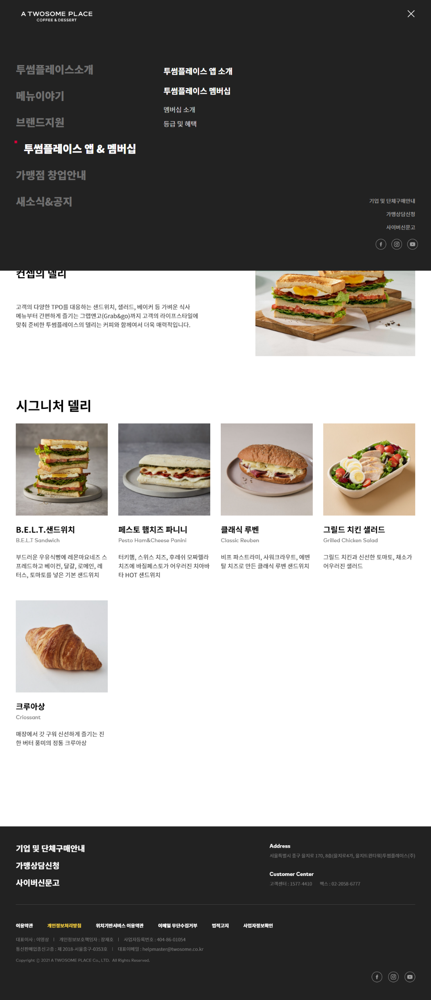 A TWOSOME PLACE
COFFEE & DESSERT
투썸플레이스소개
메뉴이야기
브랜드지원
투썸플레이스 앱 & 멤버십
가맹점 창업안내
새소식&공지
투썸플레이스 앱 소개
투썸플레이스 멤버십
멤버십 소개
등급 및 혜택
기업 및 단체구매안내
가맹상담신청
사이버신문고
컨셉의 델리
고객의 다양한 TPO를 대응하는 샌드위치, 샐러드, 베이커 등 가벼운 식사
메뉴부터 간편하게 즐기는 그랩앤고(Grab&go)까지 고객의 라이프스타일에
맞춰 준비한 투썸플레이스의 델리는 커피와 함께여서 더욱 매력적입니다.
시그니처 델리
B.E.L.T.샌드위치
B.E.L.T Sandwich
부드러운 우유식빵에 레몬마요네즈 스
프레드하고 베이컨, 달걀, 로메인, 레
터스, 토마토를 넣은 기본 샌드위치
페스토 햄치즈 파니니
Pesto Ham&Cheese Panini
터키햄, 스위스 치즈, 후레쉬 모짜렐라
치즈에 바질페스토가 어우러진 치아바
타 HOT 샌드위치
클래식 루벤
Classic Reuben
비프 파스트라미, 사워크라우트, 에멘
탈 치즈로 만든 클래식 루벤 샌드위치
그릴드 치킨 샐러드
Grilled Chicken Salad
그릴드 치킨과 신선한 토마토, 채소가
어우러진 샐러드
크루아상
Criossant
매장에서 갓 구워 신선하게 즐기는 진
한 버터 풍미의 정통 크루아상
기업 및 단체구매안내
가맹상담신청
사이버신문고
Address
서울특별시 중구 을지로 170, 8층(을지로4가, 을지트윈타워)투썸플레이스(주)
Customer Center
고객센터 : 1577-4410 팩스 : 02-2058-6777
이용약관 개인정보처리방침 위치기반서비스 이용약관 이메일 무단수집거부 법적고지 사업자정보확인
대표이사 : 이영상 | 개인정보보호책임자 : 장재호 | 사업자등록번호 : 404-86-01054
통신판매업종신고증 : 제 2018-서울중구-0353호 | 대표이메일 : helpmaster@twosome.co.kr
Copyright ⓒ 2021 A TWOSOME PLACE Co., LTD. All Rights Reserved.